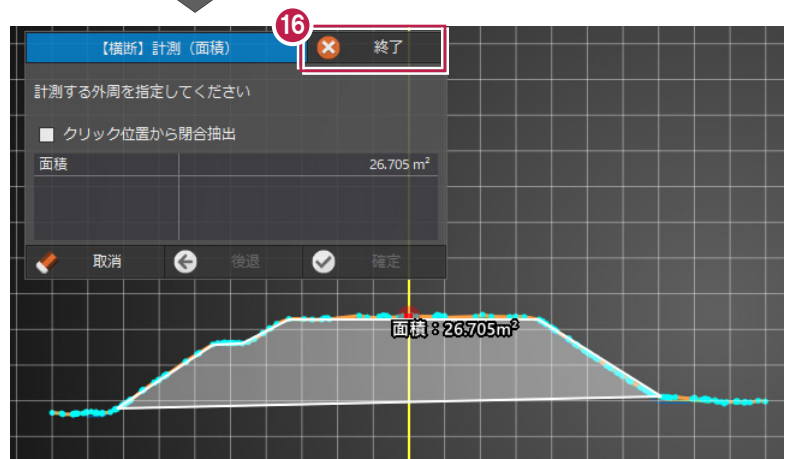 16
【横断】計測（面積）
終了
計測する外周を指定してください
クリック位置から閉合抽出
面積 26.705 m²
取消 後退 確定
面積：26.705m²